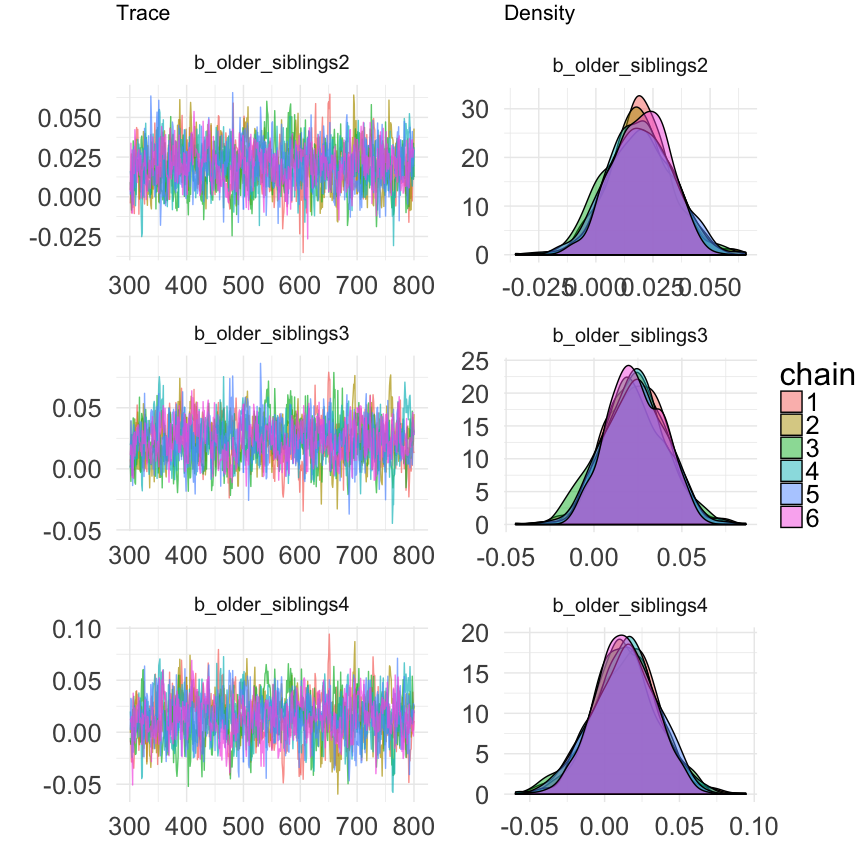 Trace
Density
b_older_siblings2
b_older_siblings2
0.050
0.025
0.000
-0.025
300 400 500 600 700 800
30
20
10
0
-0.025 0.000 0.025 0.050
b_older_siblings3
b_older_siblings3
0.05
0.00
-0.05
300 400 500 600 700 800
25
20
15
10
5
0
-0.05 0.00 0.05
chain
1
2
3
4
5
6
b_older_siblings4
b_older_siblings4
0.10
0.05
0.00
-0.05
300 400 500 600 700 800
20
15
10
5
0
-0.05 0.00 0.05 0.10